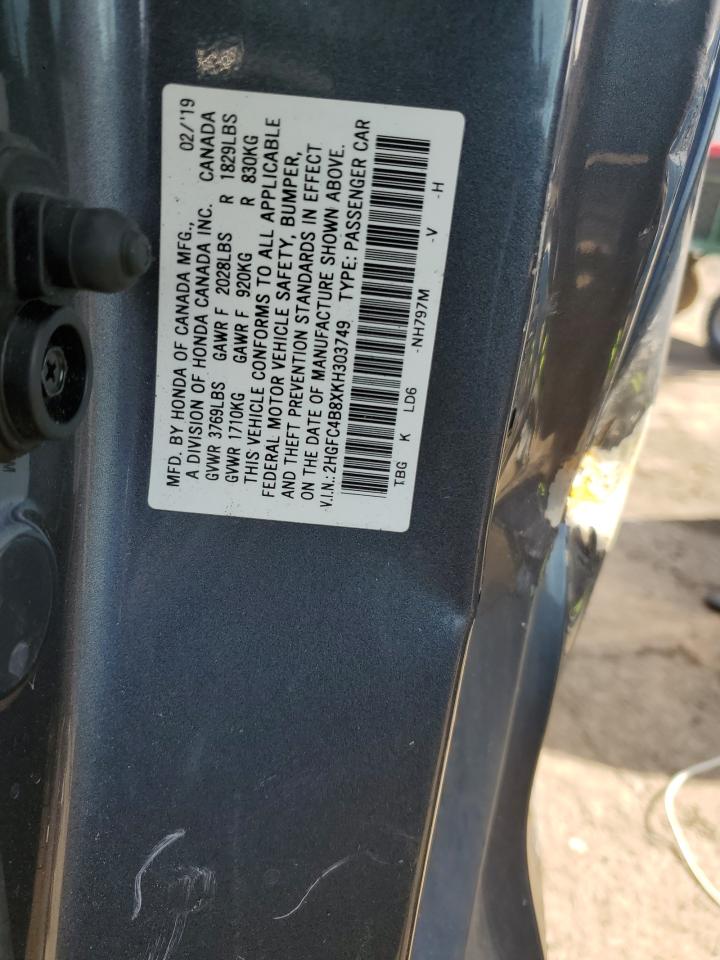 MFD. BY HONDA OF CANADA MFG., 02/'19
A DIVISION OF HONDA CANADA INC. CANADA
GVWR 3769LBS GAWR F 2028LBS R 1829LBS
GVWR 1710KG GAWR F 920KG R 830KG
THIS VEHICLE CONFORMS TO ALL APPLICABLE
FEDERAL MOTOR VEHICLE SAFETY, BUMPER,
AND THEFT PREVENTION STANDARDS IN EFFECT
ON THE DATE OF MANUFACTURE SHOWN ABOVE.
V.I.N.: 2HGFC4B8XKH303749 TYPE: PASSENGER CAR
TBG K LD6 -NH797M -V -H